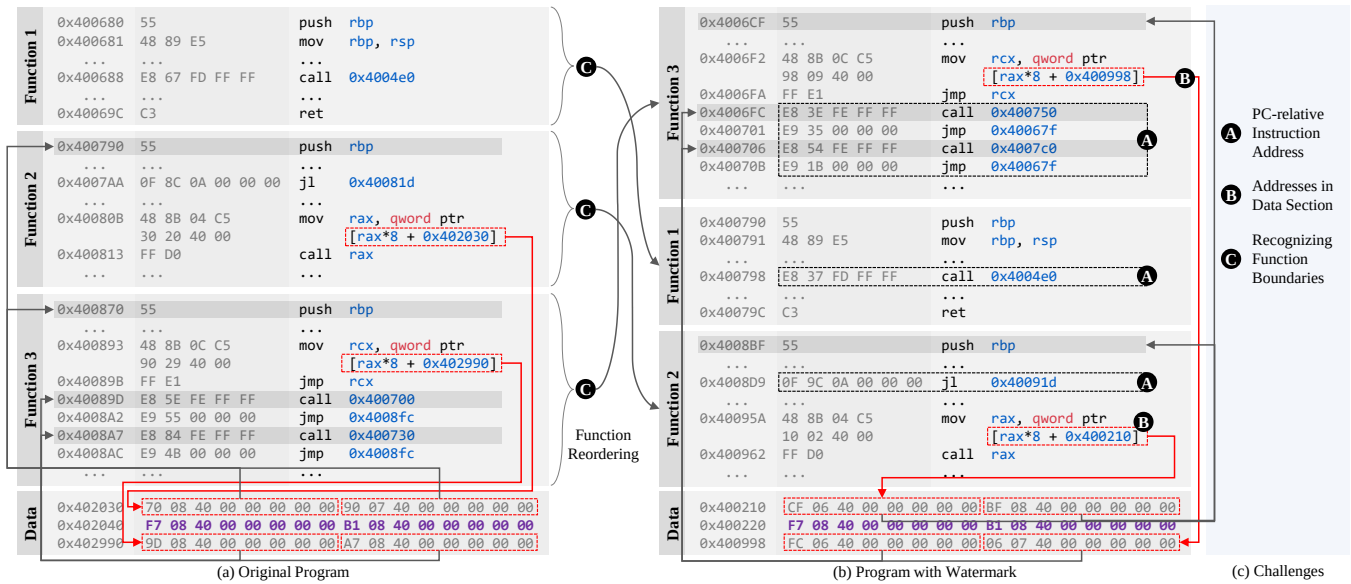 Function 1
0x400680 55 push rbp
0x400681 48 89 E5 mov rbp, rsp
... ... ...
0x400688 E8 67 FD FF FF call 0x4004e0
... ... ...
0x40069C C3 ret
Function 2
0x400790 55 push rbp
... ... ...
0x4007AA 0F 8C 0A 00 00 00 jl 0x40081d
... ... ...
0x40080B 48 8B 04 C5 mov rax, qword ptr
30 20 40 00 [rax*8 + 0x402030]
0x400813 FF D0 call rax
... ... ...
Function 3
0x400870 55 push rbp
... ... ...
0x400893 48 8B 0C C5 mov rcx, qword ptr
90 29 40 00 [rax*8 + 0x402990]
0x40089B FF E1 jmp rcx
0x40089D E8 5E FE FF FF call 0x400700
0x4008A2 E9 55 00 00 00 jmp 0x4008fc
0x4008A7 E8 84 FE FF FF call 0x400730
0x4008AC E9 4B 00 00 00 jmp 0x4008fc
... ... ...
Data
0x402030 70 08 40 00 00 00 00 00 90 07 40 00 00 00 00 00
0x402040 F7 08 40 00 00 00 00 00 B1 08 40 00 00 00 00 00
0x402990 9D 08 40 00 00 00 00 00 A7 08 40 00 00 00 00 00
(a) Original Program
C
C
C
Function
Reordering
Function 3
0x4006CF 55 push rbp
... ... ...
0x4006F2 48 8B 0C C5 mov rcx, qword ptr
98 09 40 00 [rax*8 + 0x400998] B
0x4006FA FF E1 jmp rcx
0x4006FC E8 3E FE FF FF call 0x400750
0x400701 E9 35 00 00 00 jmp 0x40067f
A
0x400706 E8 54 FE FF FF call 0x4007c0
0x40070B E9 1B 00 00 00 jmp 0x40067f
... ... ...
Function 1
0x400790 55 push rbp
0x400791 48 89 E5 mov rbp, rsp
... ... ...
0x400798 E8 37 FD FF FF call 0x4004e0 A
... ... ...
0x40079C C3 ret
Function 2
0x4008BF 55 push rbp
... ... ...
0x4008D9 0F 9C 0A 00 00 00 jl 0x40091d A
... ... ...
0x40095A 48 8B 04 C5 mov rax, qword ptr B
10 02 40 00 [rax*8 + 0x400210]
0x400962 FF D0 call rax
... ... ...
Data
0x400210 CF 06 40 00 00 00 00 00 BF 08 40 00 00 00 00 00
0x400220 F7 08 40 00 00 00 00 00 B1 08 40 00 00 00 00 00
0x400998 FC 06 40 00 00 00 00 00 06 07 40 00 00 00 00 00
(b) Program with Watermark
A PC-relative
Instruction
Address
B Addresses in
Data Section
C Recognizing
Function
Boundaries
(c) Challenges